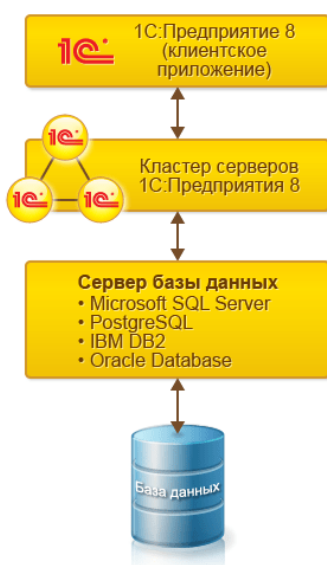 1С:Предприятие 8
(клиентское
приложение)
1С
1С
Кластер серверов
1С:Предприятия 8
1С
1С
Сервер базы данных
• Microsoft SQL Server
• PostgreSQL
• IBM DB2
• Oracle Database
База данных